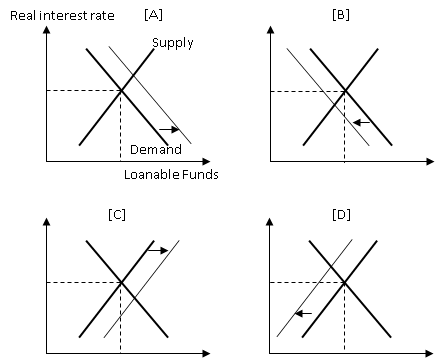 Real interest rate
[A]
[B]
Supply
Demand
Loanable Funds
[C]
[D]